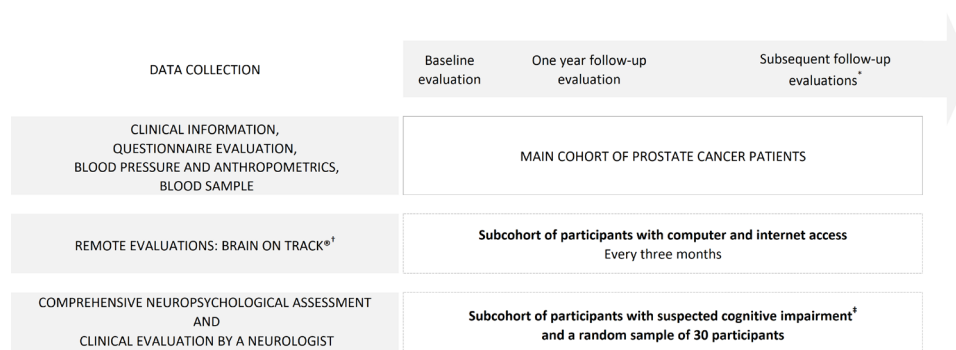 DATA COLLECTION
Baseline
evaluation
One year follow-up
evaluation
Subsequent follow-up
evaluations*
CLINICAL INFORMATION,
QUESTIONNAIRE EVALUATION,
BLOOD PRESSURE AND ANTHROPOMETRICS,
BLOOD SAMPLE
MAIN COHORT OF PROSTATE CANCER PATIENTS
REMOTE EVALUATIONS: BRAIN ON TRACK®†
Subcohort of participants with computer and internet access
Every three months
COMPREHENSIVE NEUROPSYCHOLOGICAL ASSESSMENT
AND
CLINICAL EVALUATION BY A NEUROLOGIST
Subcohort of participants with suspected cognitive impairment‡
and a random sample of 30 participants